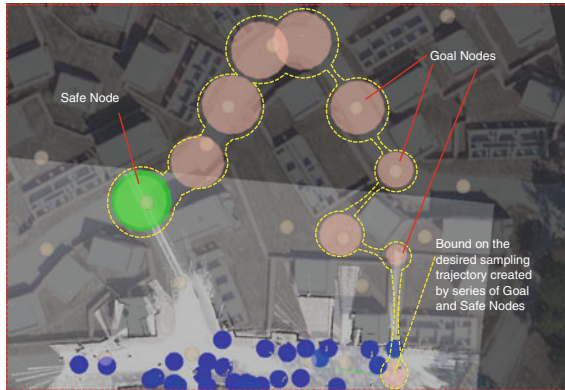 Goal Nodes
Safe Node
Bound on the
desired sampling
trajectory created
by series of Goal
and Safe Nodes